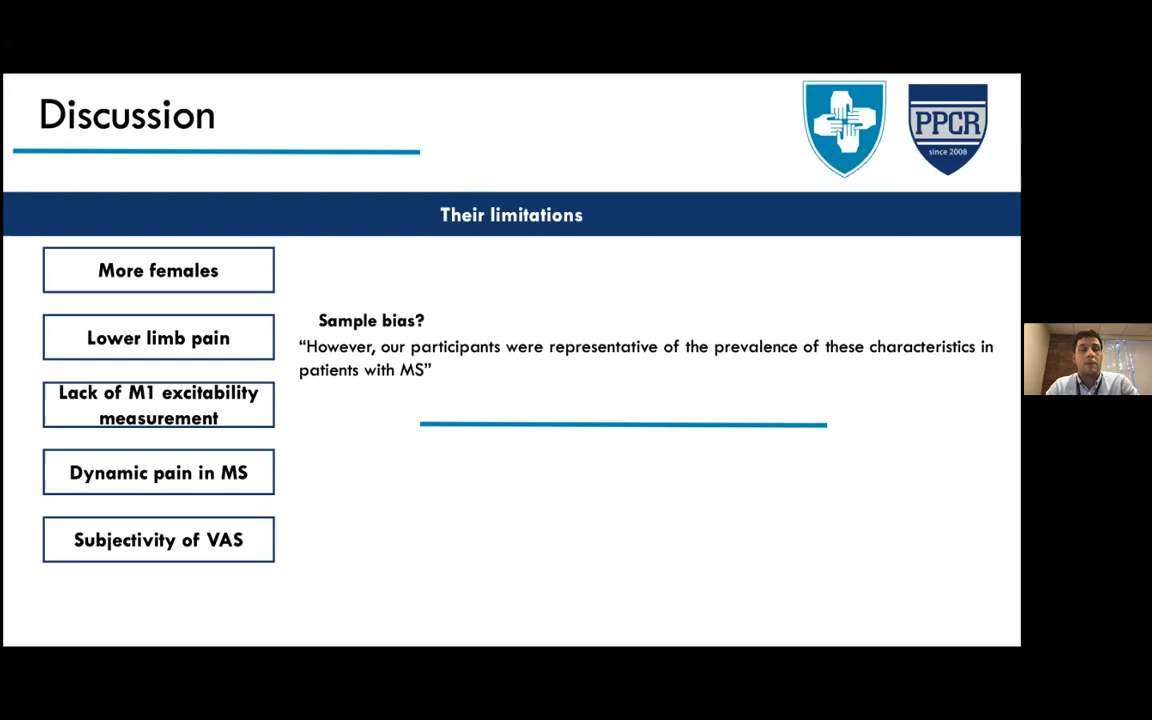 Discussion
PPCR
since 2008
Their limitations
More females
Lower limb pain
Lack of M1 excitability
measurement
Dynamic pain in MS
Subjectivity of VAS
Sample bias?
“However, our participants were representative of the prevalence of these characteristics in
patients with MS”